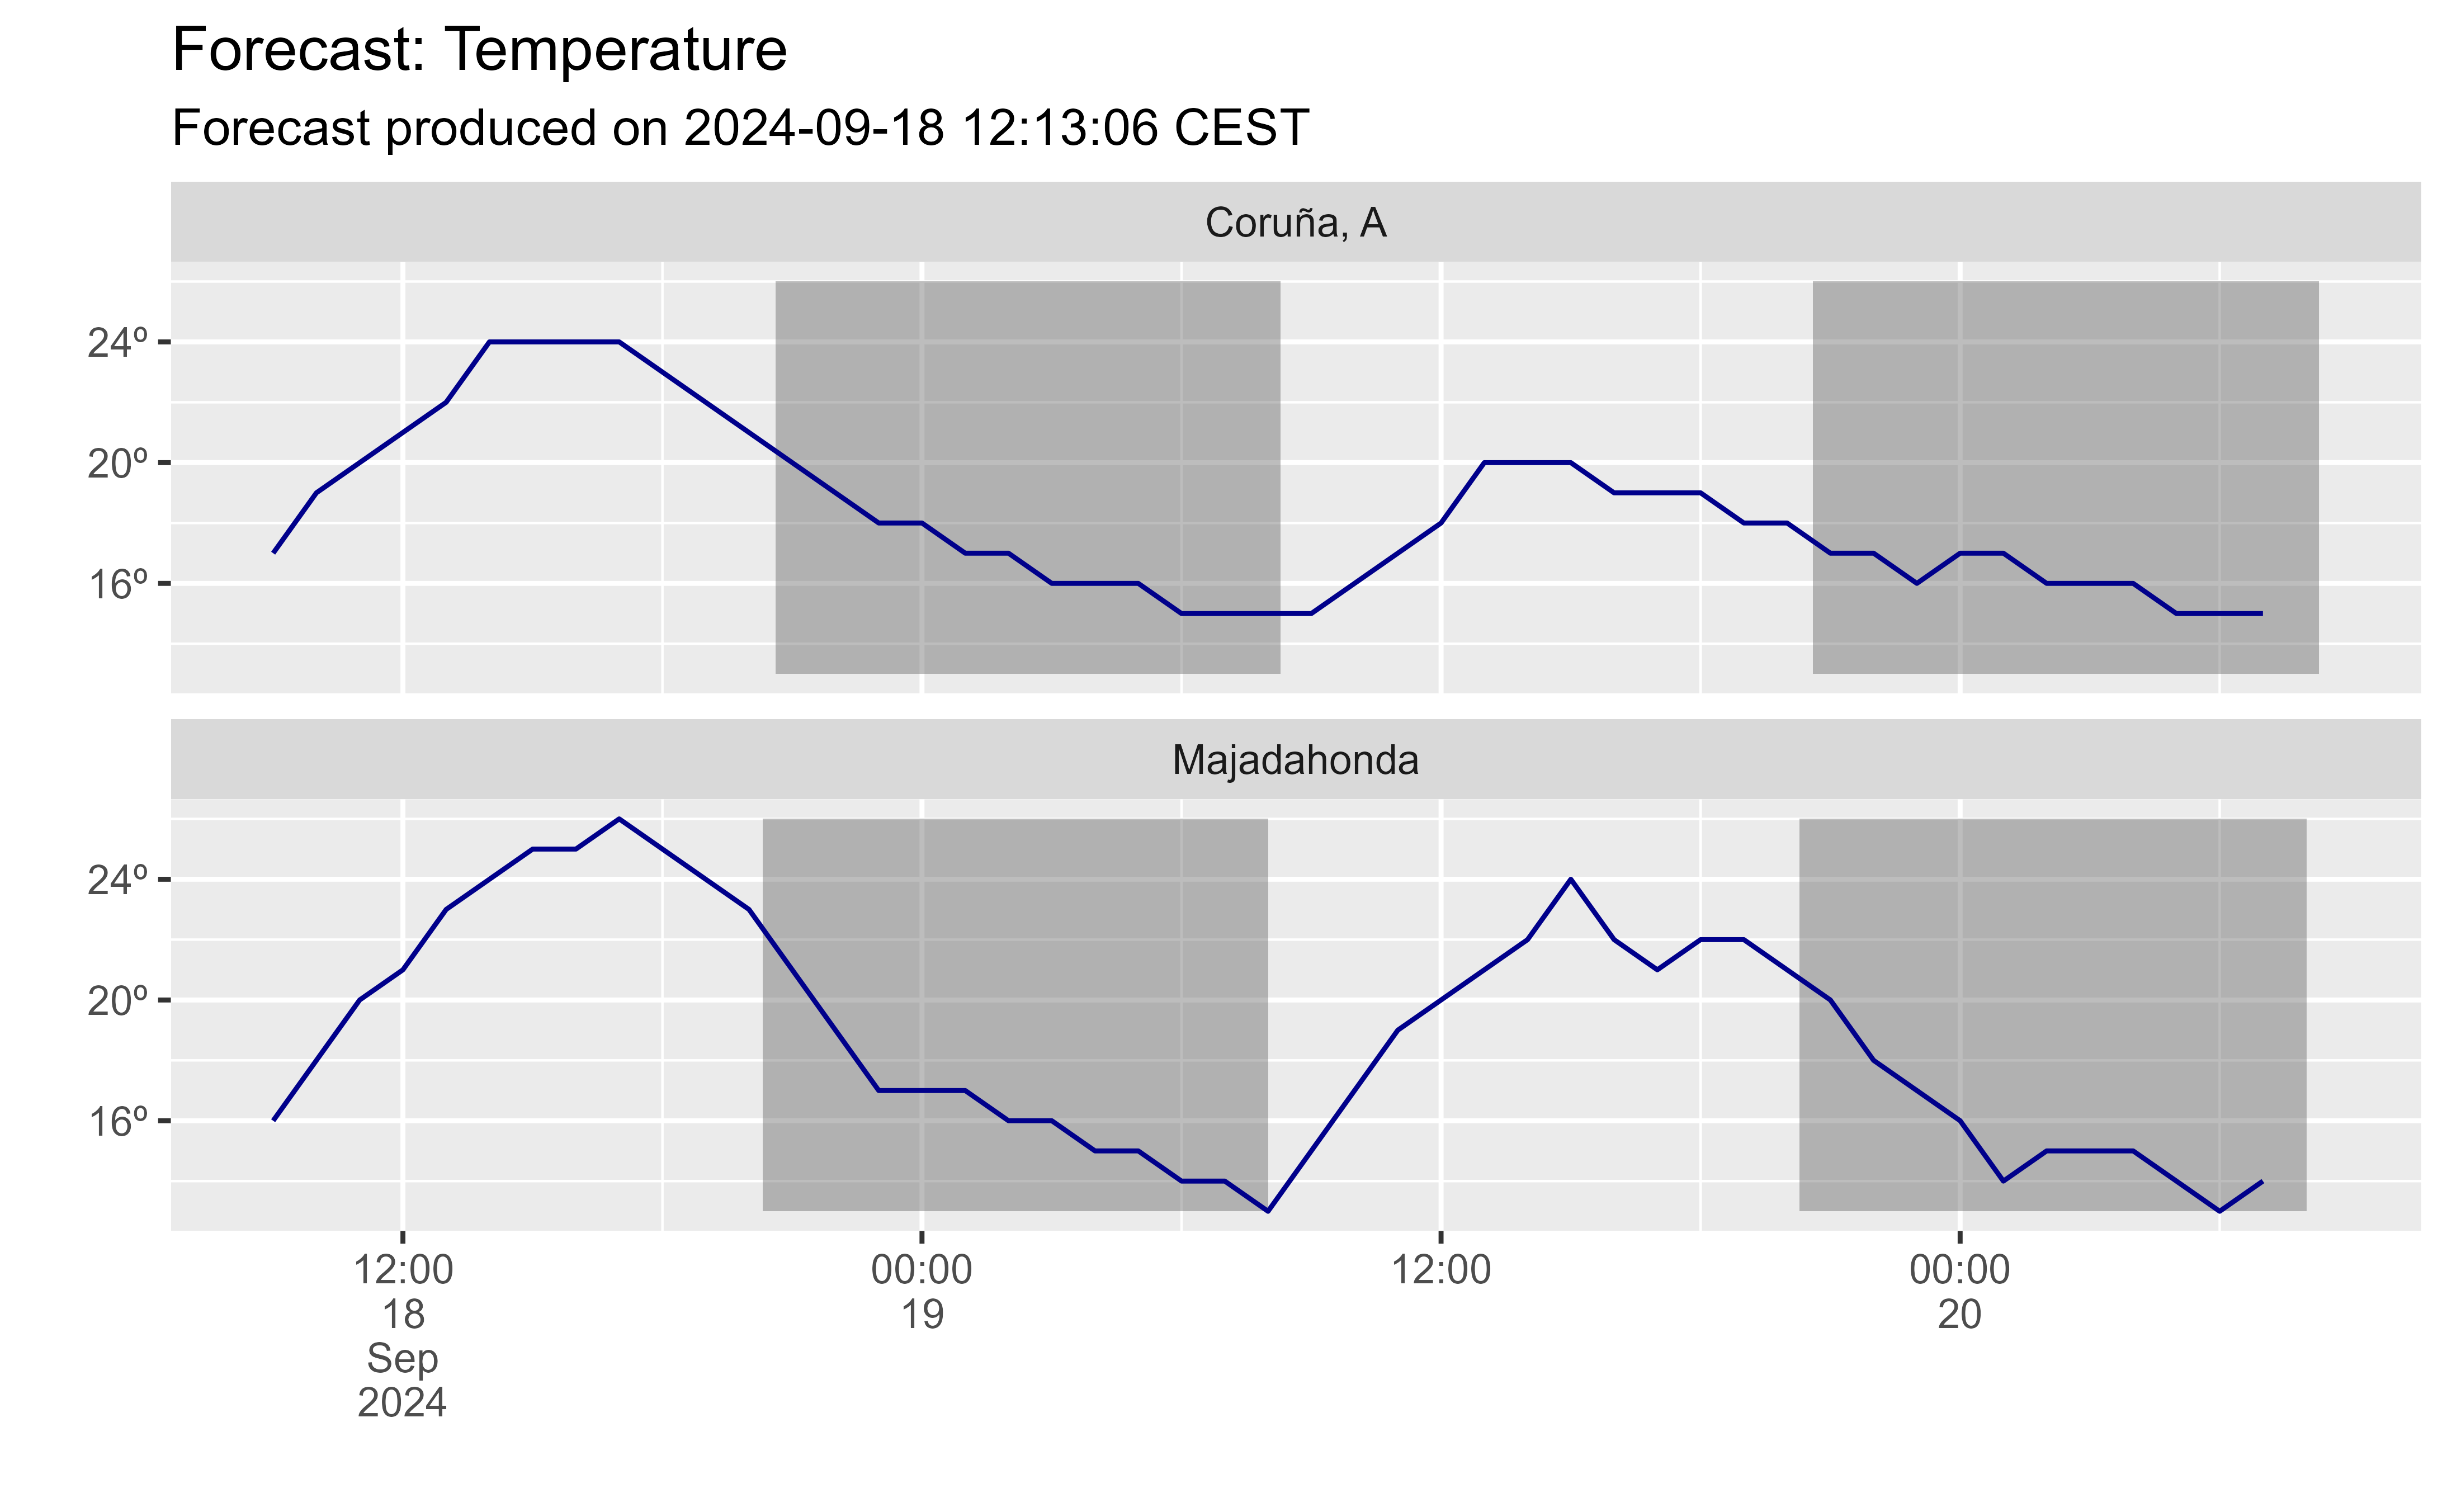 Forecast: Temperature
Forecast produced on 2024-09-18 12:13:06 CEST
Coruña, A
24º
20º
16º
Majadahonda
24º
20º
16º
12:00 00:00 12:00 00:00
18 19 20
Sep
2024